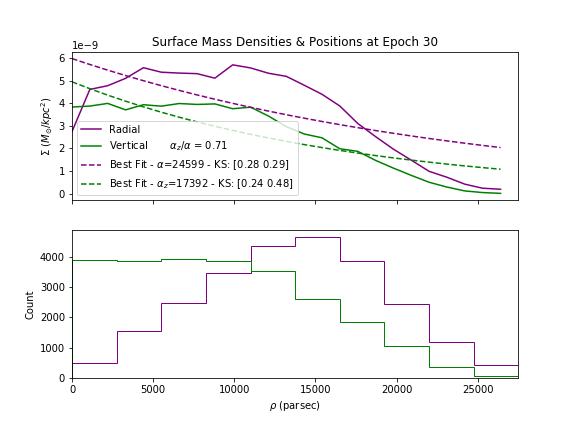 Surface Mass Densities & Positions at Epoch 30
1e−9
6
5
4
3
2
1
0
Σ (M⊙/kpc²)
Radial
Vertical α_z/α = 0.71
Best Fit - α=24599 - KS: [0.28 0.29]
Best Fit - α_z=17392 - KS: [0.24 0.48]
4000
3000
2000
1000
0
Count
0 5000 10000 15000 20000 25000
ρ (parsec)